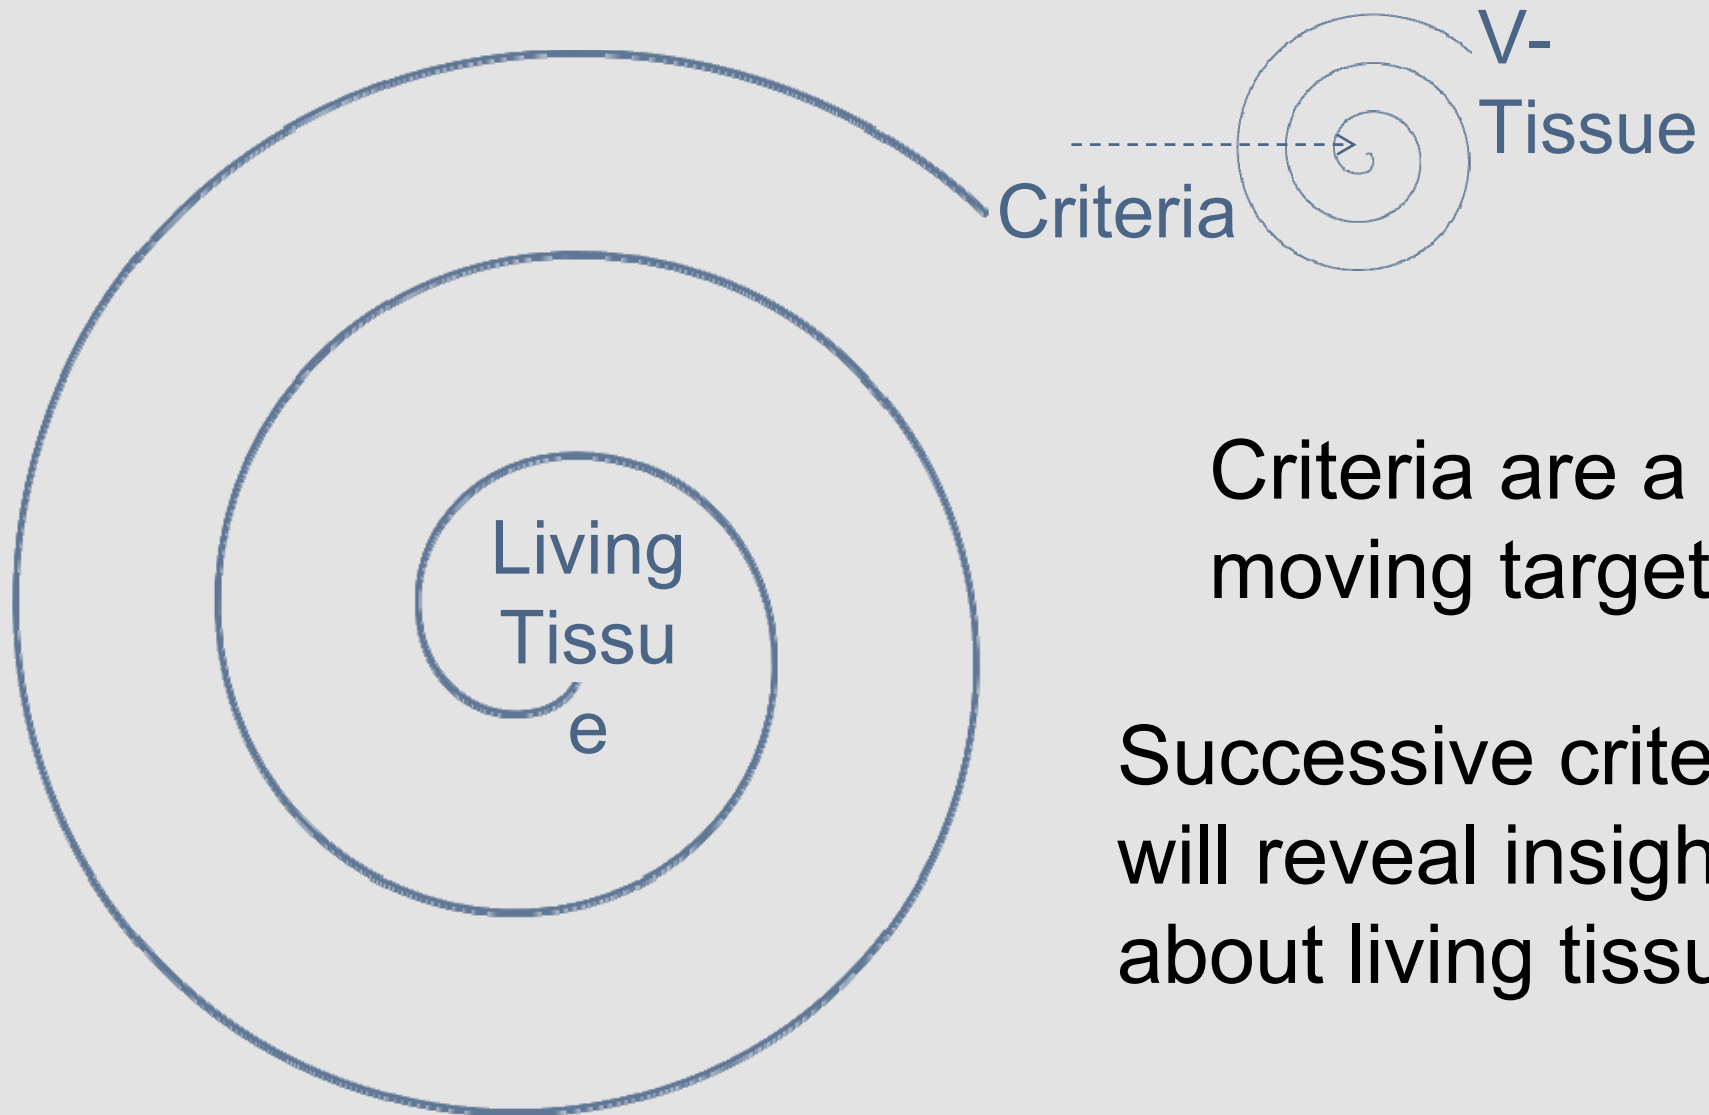 V-
Tissue
Criteria
Living
Tissu
e
Criteria are a
moving target
Successive crite
will reveal insigh
about living tissu